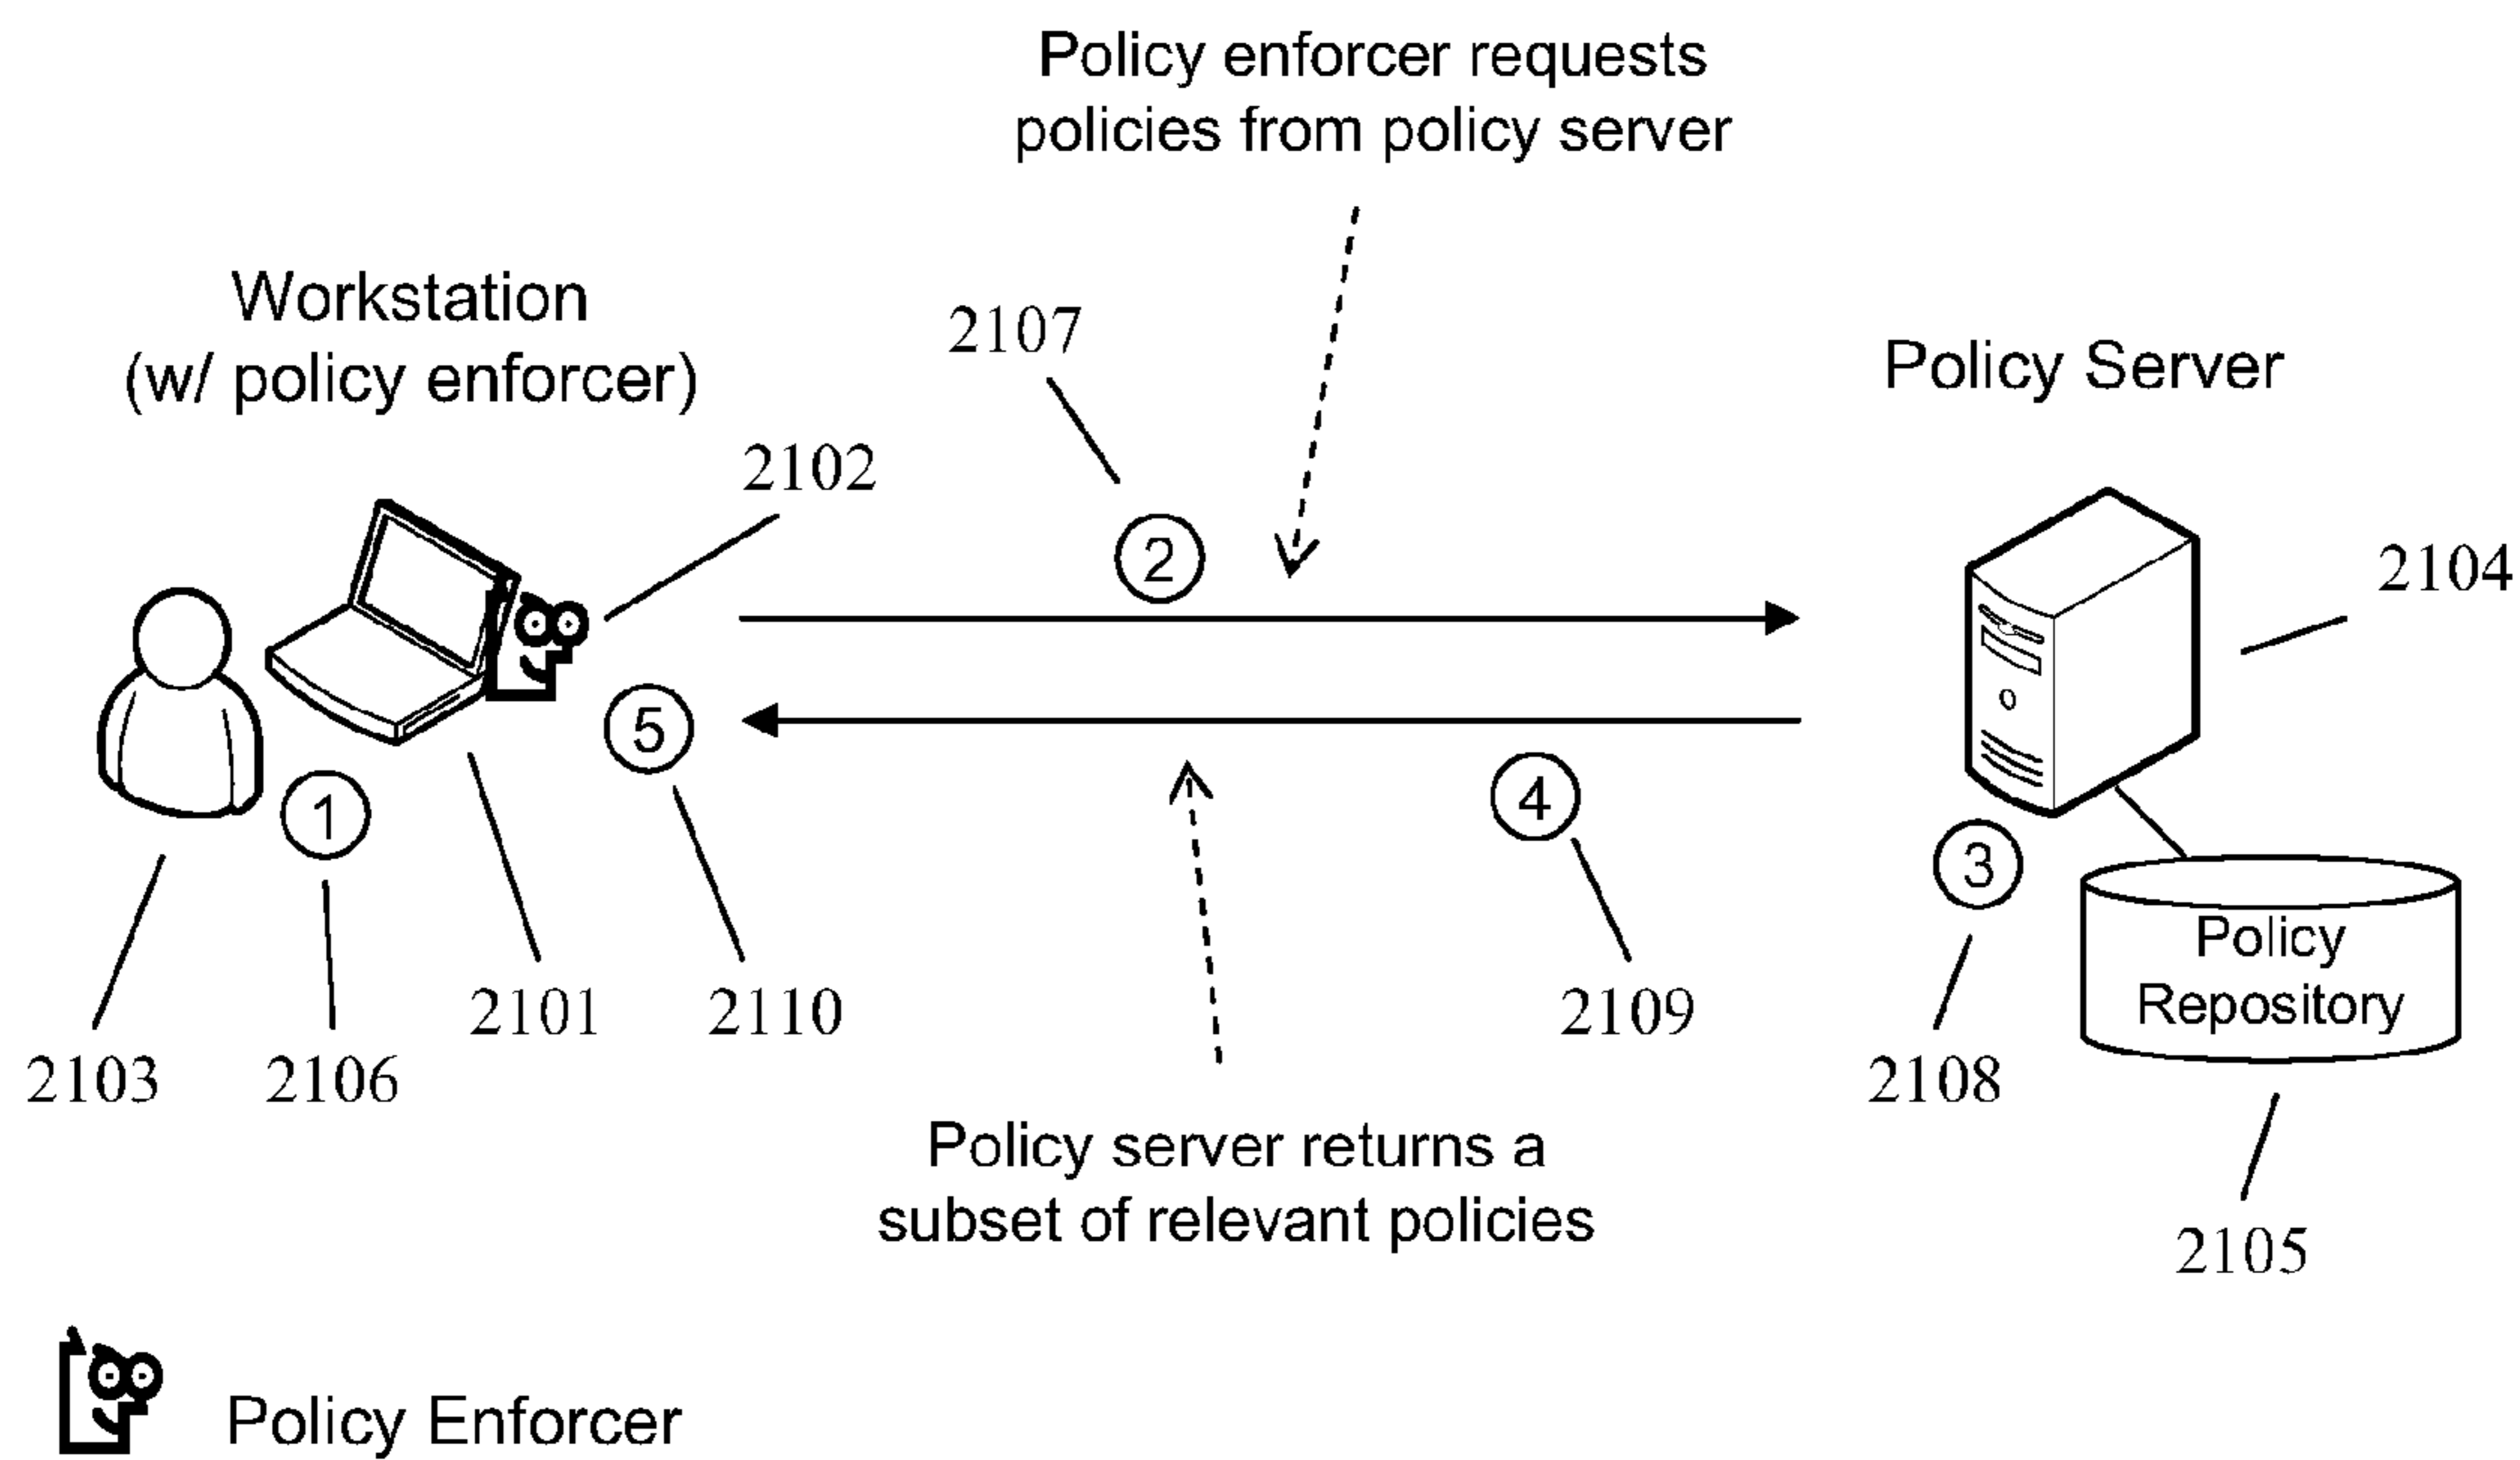 Policy enforcer requests
policies from policy server
Workstation
(w/ policy enforcer)
2107
Policy Server
2102
2
2104
5
1
4
3
Policy
Repository
2101
2110
2109
2103
2106
2108
Policy server returns a
subset of relevant policies
2105
Policy Enforcer